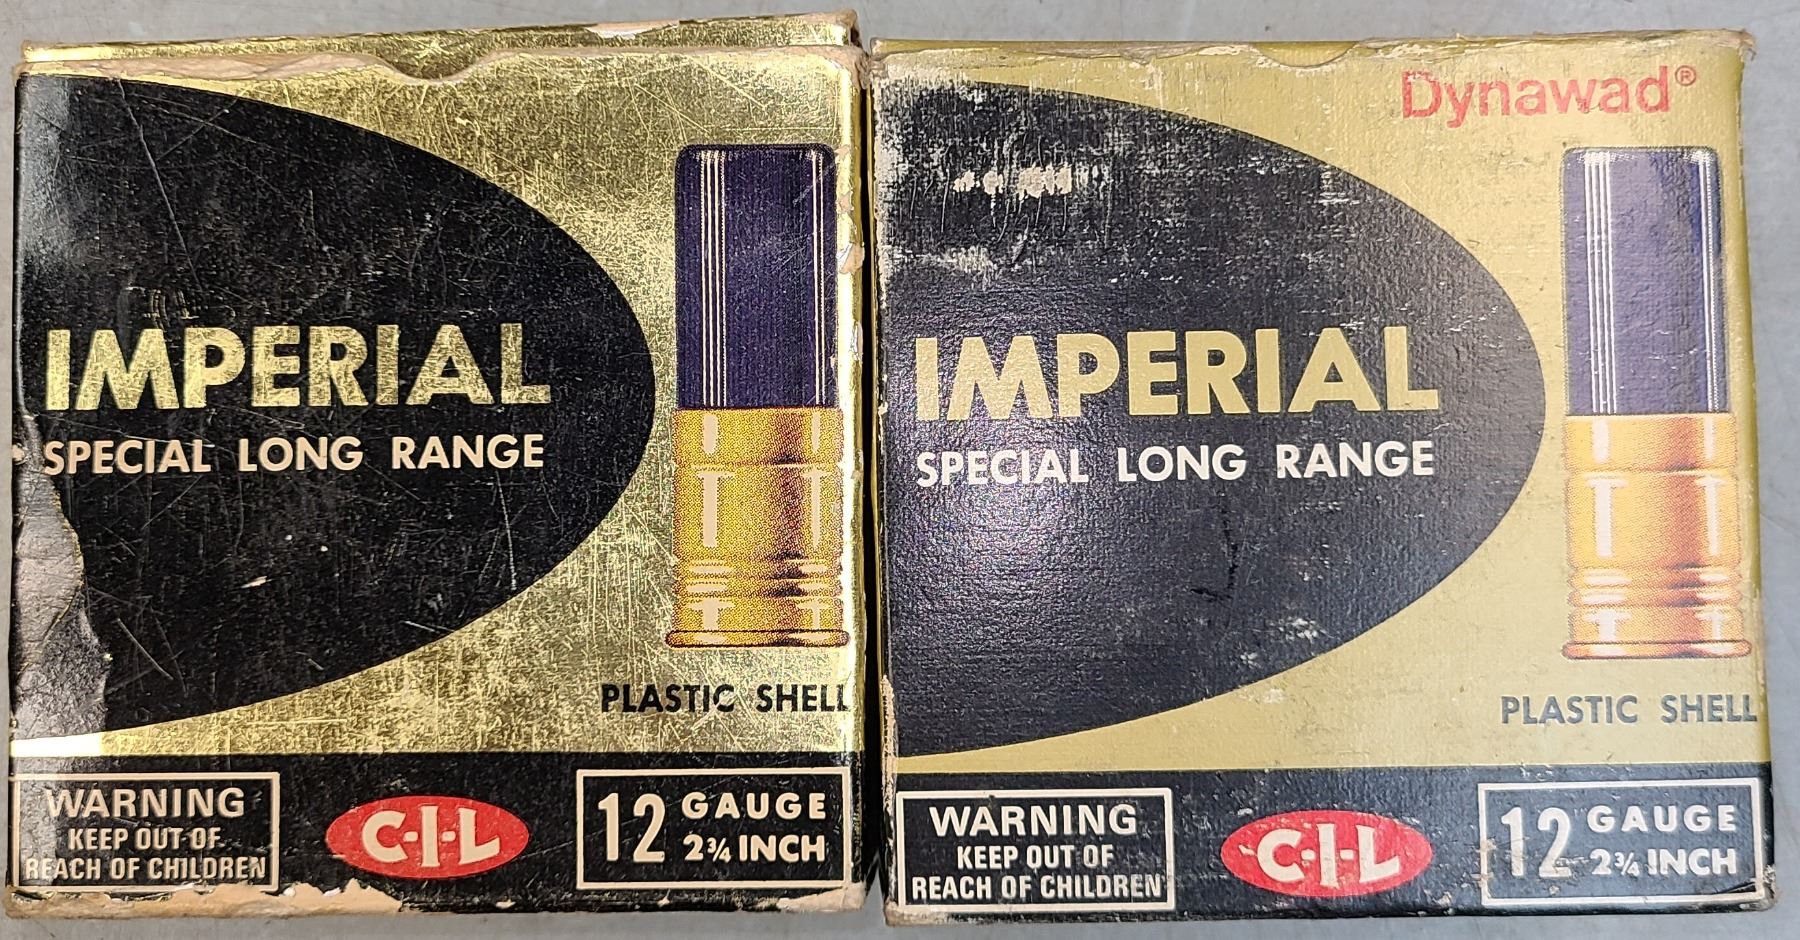 IMPERIAL
SPECIAL LONG RANGE
PLASTIC SHELL
WARNING
KEEP OUT OF
REACH OF CHILDREN
C-I-L
12 GAUGE
2¾ INCH
Dynawad®
IMPERIAL
SPECIAL LONG RANGE
PLASTIC SHELL
WARNING
KEEP OUT OF
REACH OF CHILDREN
C-I-L
12 GAUGE
2¾ INCH